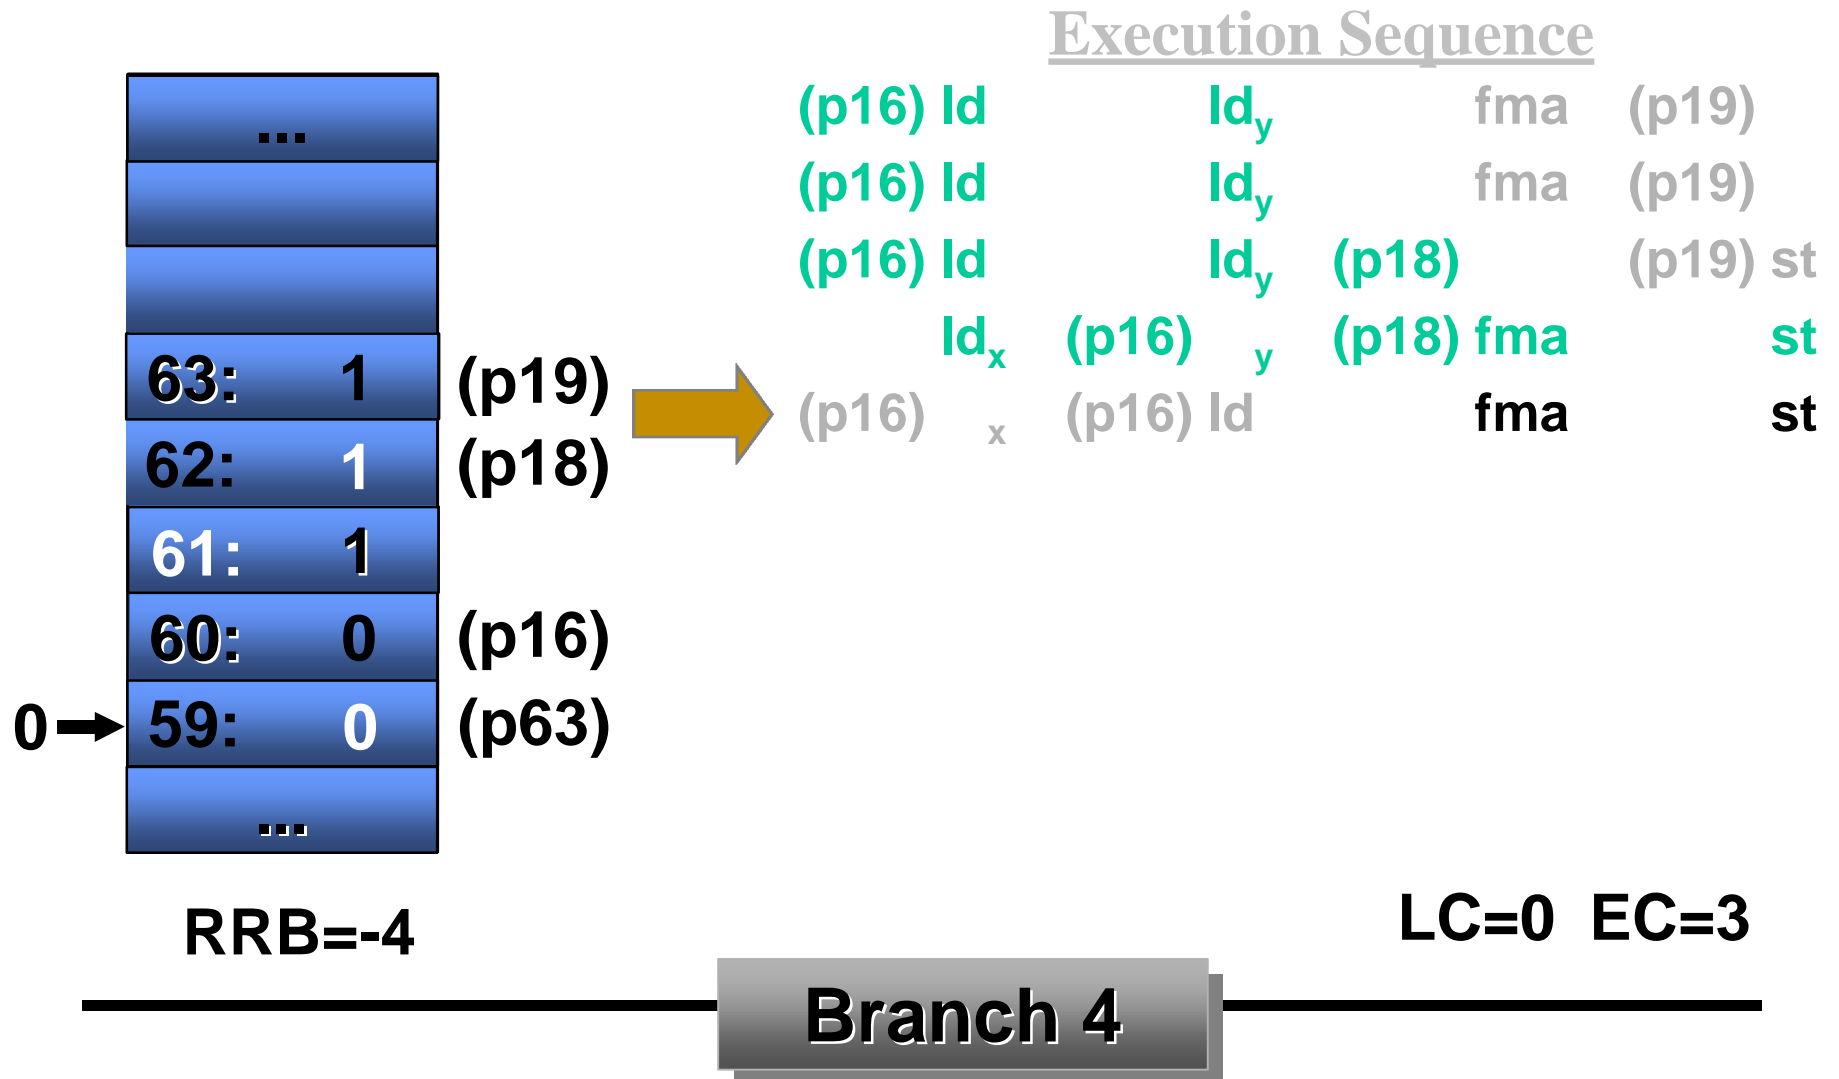 Execution Sequence
(p16) ld ldy fma (p19)
(p16) ld ldy fma (p19)
(p16) ld ldy (p18) (p19) st
ldx (p16) y (p18) fma st
(p16) x (p16) ld fma st
...
63: 1 (p19)
62: 1 (p18)
61: 1
60: 0 (p16)
0 59: 0 (p63)
...
RRB=-4
LC=0 EC=3
Branch 4